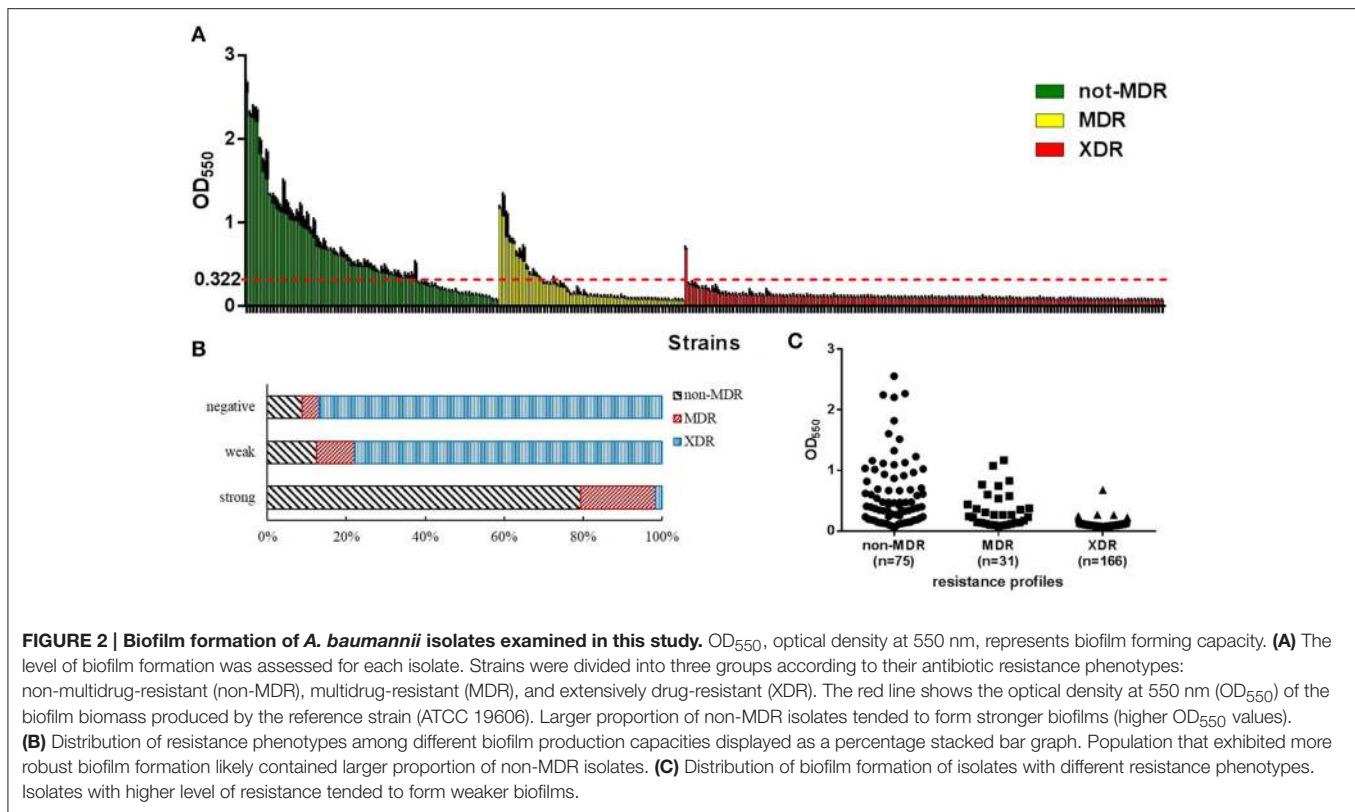 A
3
2
1
0.322
0
OD550
not-MDR
MDR
XDR
Strains
B
negative
weak
strong
0%
20%
40%
60%
80%
100%
non-MDR
MDR
XDR
C
3
2
1
0
OD550
non-MDR
(n=75)
MDR
(n=31)
XDR
(n=166)
resistance profiles
FIGURE 2 | Biofilm formation of A. baumannii isolates examined in this study. OD550, optical density at 550 nm, represents biofilm forming capacity. (A) The
level of biofilm formation was assessed for each isolate. Strains were divided into three groups according to their antibiotic resistance phenotypes:
non-multidrug-resistant (non-MDR), multidrug-resistant (MDR), and extensively drug-resistant (XDR). The red line shows the optical density at 550 nm (OD550) of the
biofilm biomass produced by the reference strain (ATCC 19606). Larger proportion of non-MDR isolates tended to form stronger biofilms (higher OD550 values).
(B) Distribution of resistance phenotypes among different biofilm production capacities displayed as a percentage stacked bar graph. Population that exhibited more
robust biofilm formation likely contained larger proportion of non-MDR isolates. (C) Distribution of biofilm formation of isolates with different resistance phenotypes.
Isolates with higher level of resistance tended to form weaker biofilms.